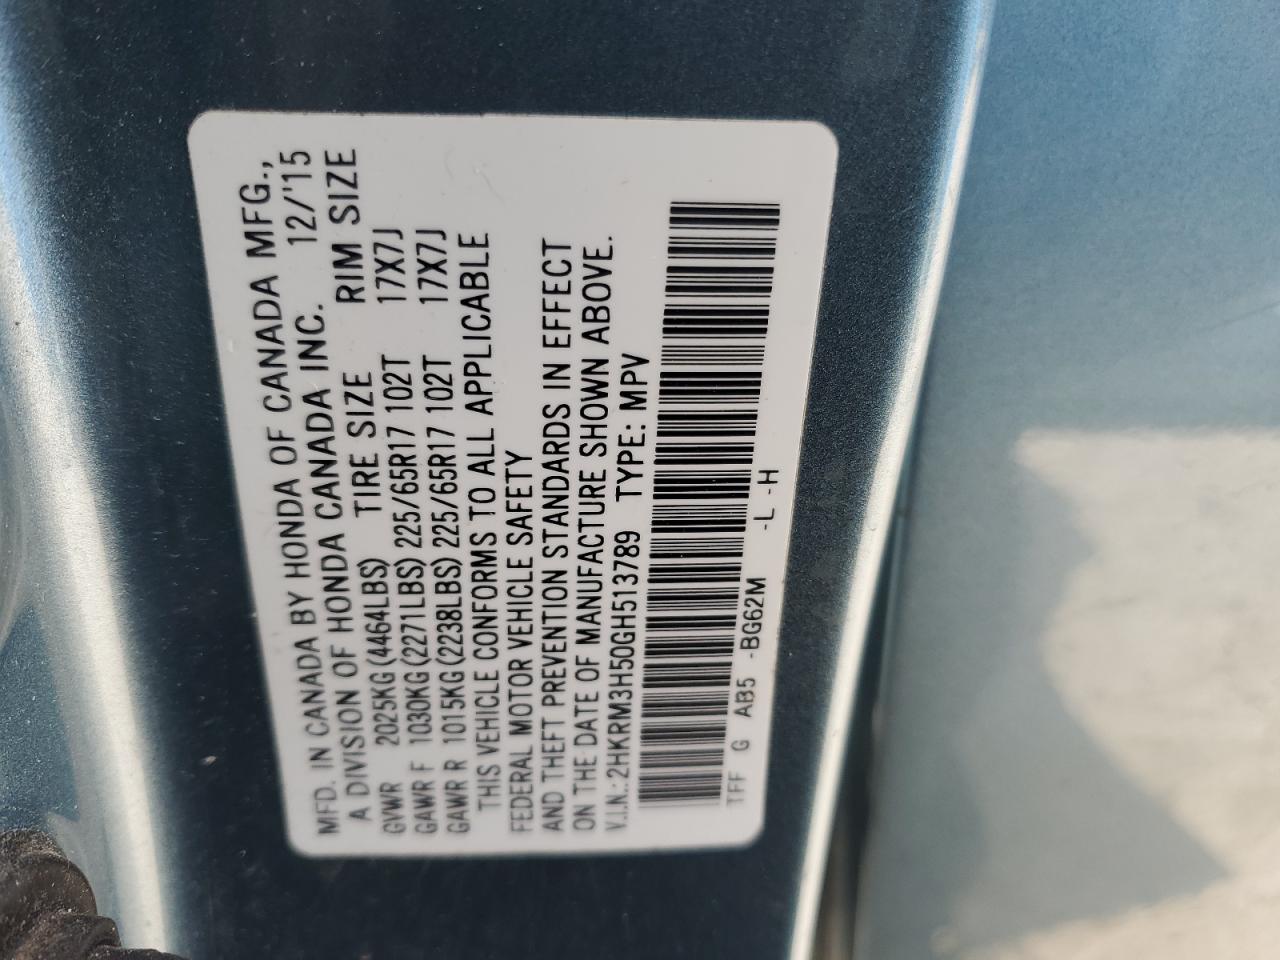 MFD. IN CANADA BY HONDA OF CANADA MFG.,
A DIVISION OF HONDA CANADA INC. 12/'15
GVWR 2025KG(4464LBS) TIRE SIZE RIM SIZE
GAWR F 1030KG(2271LBS) 225/65R17 102T 17X7J
GAWR R 1015KG(2238LBS) 225/65R17 102T 17X7J
THIS VEHICLE CONFORMS TO ALL APPLICABLE
FEDERAL MOTOR VEHICLE SAFETY
AND THEFT PREVENTION STANDARDS IN EFFECT
ON THE DATE OF MANUFACTURE SHOWN ABOVE.
V.I.N.: 2HKRM3H50GH513789 TYPE: MPV
TFF G AB5 -BG62M -L -H